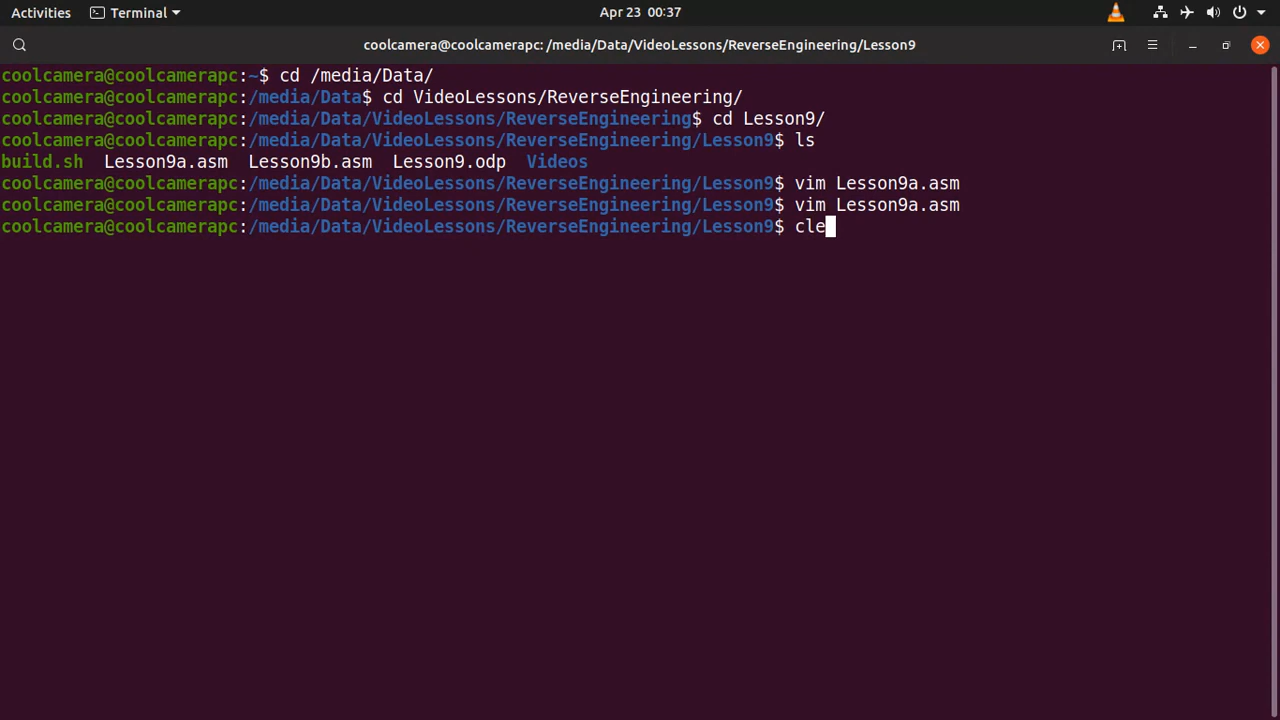 Activities Terminal Apr 23 00:37
coolcamera@coolcamerapc: /media/Data/VideoLessons/ReverseEngineering/Lesson9
coolcamera@coolcamerapc:~$ cd /media/Data/
coolcamera@coolcamerapc:/media/Data$ cd VideoLessons/ReverseEngineering/
coolcamera@coolcamerapc:/media/Data/VideoLessons/ReverseEngineering$ cd Lesson9/
coolcamera@coolcamerapc:/media/Data/VideoLessons/ReverseEngineering/Lesson9$ ls
build.sh Lesson9a.asm Lesson9b.asm Lesson9.odp Videos
coolcamera@coolcamerapc:/media/Data/VideoLessons/ReverseEngineering/Lesson9$ vim Lesson9a.asm
coolcamera@coolcamerapc:/media/Data/VideoLessons/ReverseEngineering/Lesson9$ vim Lesson9a.asm
coolcamera@coolcamerapc:/media/Data/VideoLessons/ReverseEngineering/Lesson9$ cle